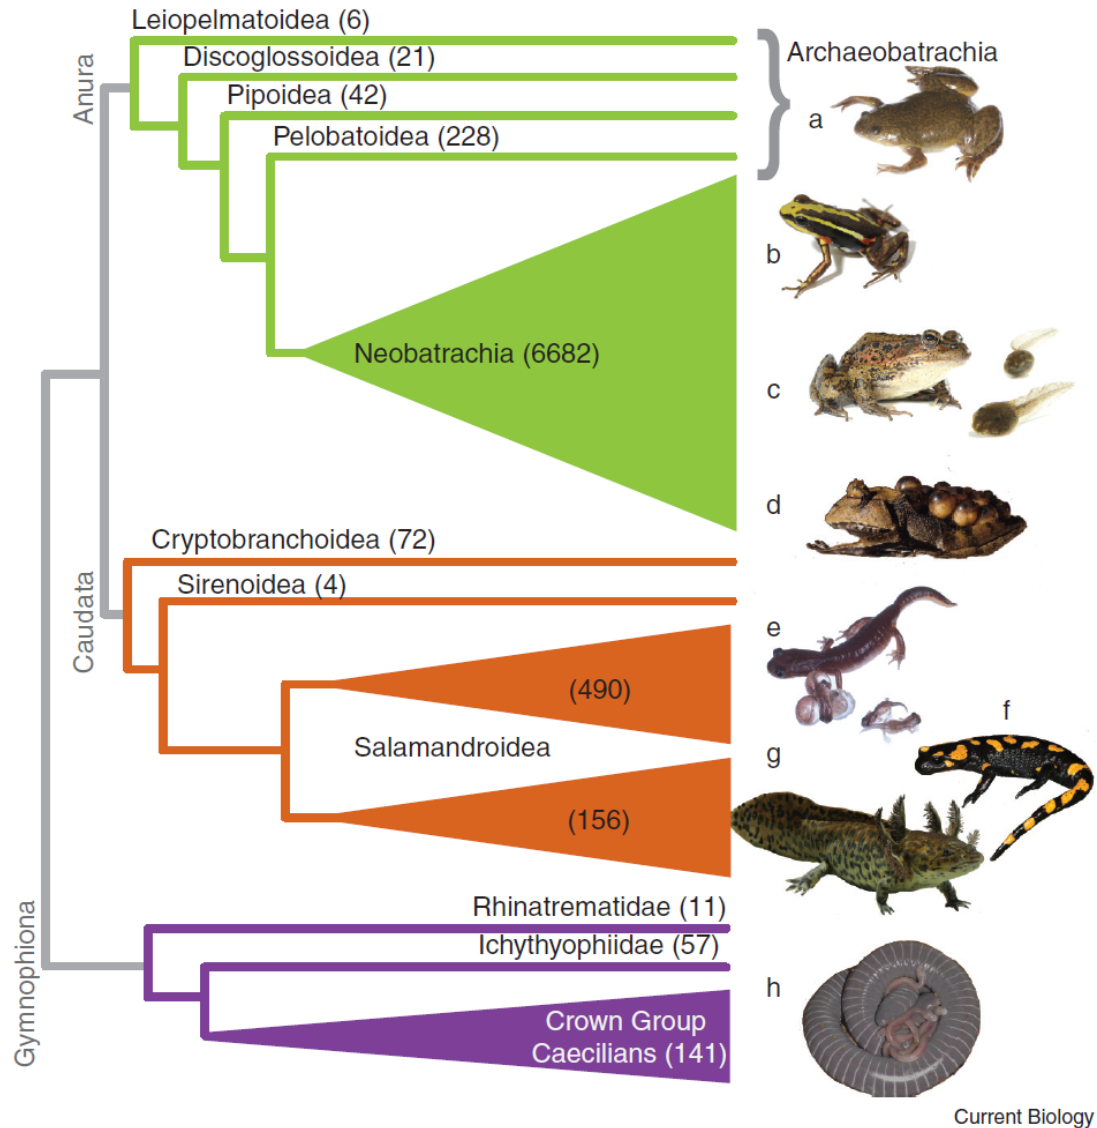 Leiopelmatoidea (6)
Discoglossoidea (21)
Archaeobatrachia
Pipoidea (42)
a
Pelobatoidea (228)
Anura
b
Neobatrachia (6682)
c
d
Cryptobranchoidea (72)
Sirenoidea (4)
Caudata
e
(490)
f
Salamandroidea
g
(156)
Rhinatrematidae (11)
Ichythyophiidae (57)
Gymnophiona
h
Crown Group
Caecilians (141)
Current Biology